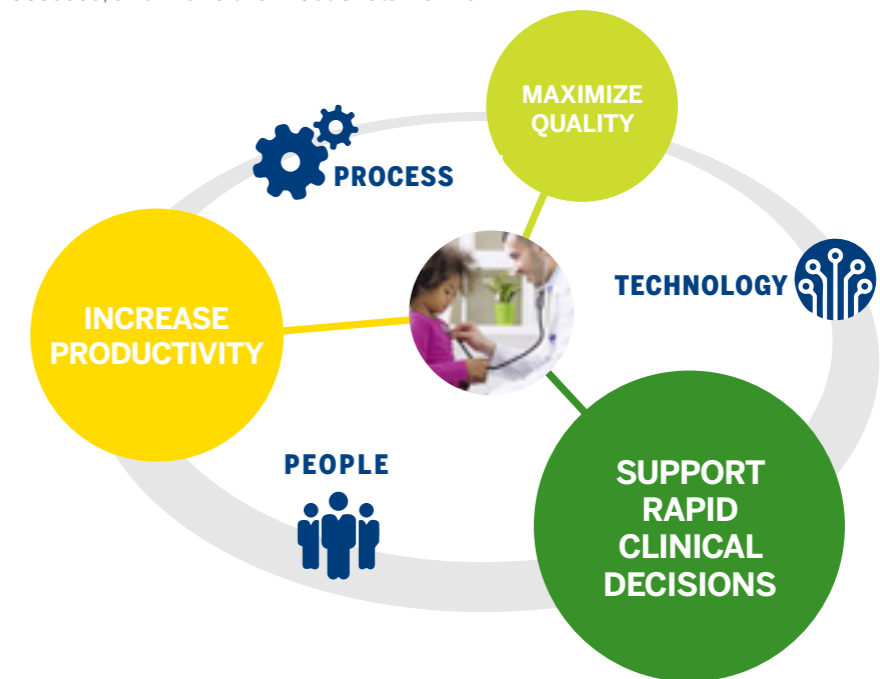 MAXIMIZE
QUALITY
PROCESS
TECHNOLOGY
INCREASE
PRODUCTIVITY
PEOPLE
SUPPORT
RAPID
CLINICAL
DECISIONS